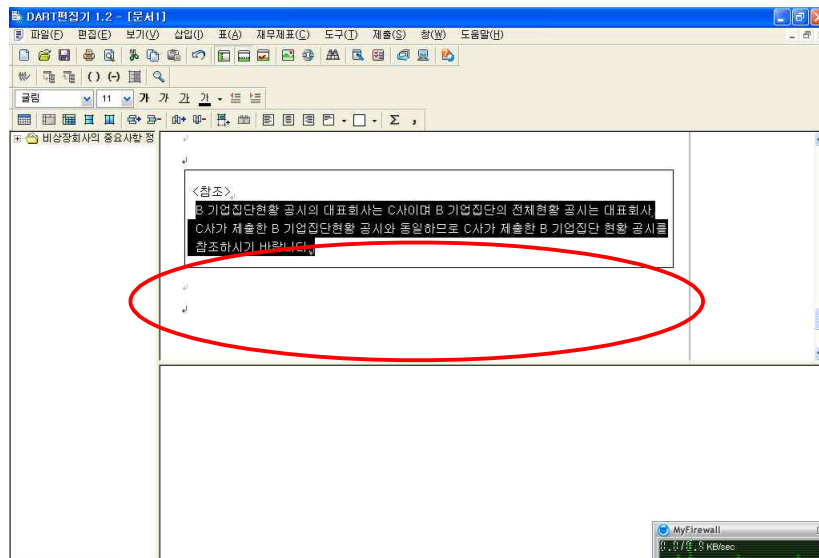 DART편집기 1.2 - [문서1]
파일(F) 편집(E) 보기(V) 삽입(I) 표(A) 재무제표(C) 도구(T) 제출(S) 창(W) 도움말(H)
굴림 11 가 가 가 가
비상장회사의 중요사항 정
<참조>
B 기업집단현황 공시의 대표회사는 C사이며 B 기업집단의 전체현황 공시는 대표회사
C사가 제출한 B 기업집단현황 공시와 동일하므로 C사가 제출한 B 기업집단 현황 공시를
참조하시기 바랍니다.
MyFirewall
KB/sec